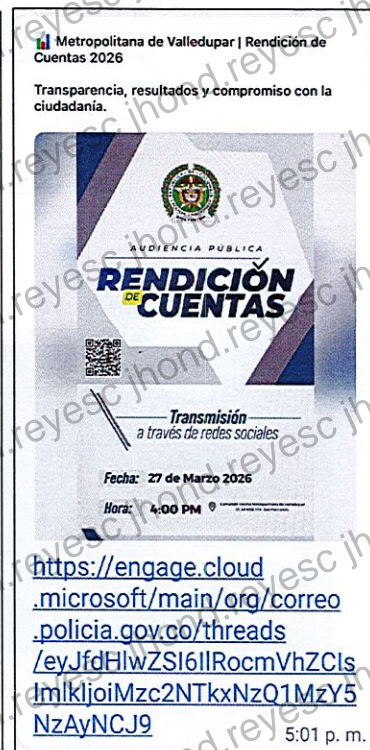 Metropolitana de Valledupar | Rendición de
Cuentas 2026
Transparencia, resultados y compromiso con la
ciudadanía.
AUDIENCIA PÚBLICA
RENDICIÓN
DE CUENTAS
Transmisión
a través de redes sociales
Fecha: 27 de Marzo 2026
Hora: 4:00 PM
https://engage.cloud
.microsoft/main/org/correo
.policia.gov.co/threads
/eyJfdHlwZSI6IlRocmVhZCIs
ImlkIjoiMzc2NTkxNzQ1MzY5
NzAyNCJ9
5:01 p. m.
jhond.reyesc